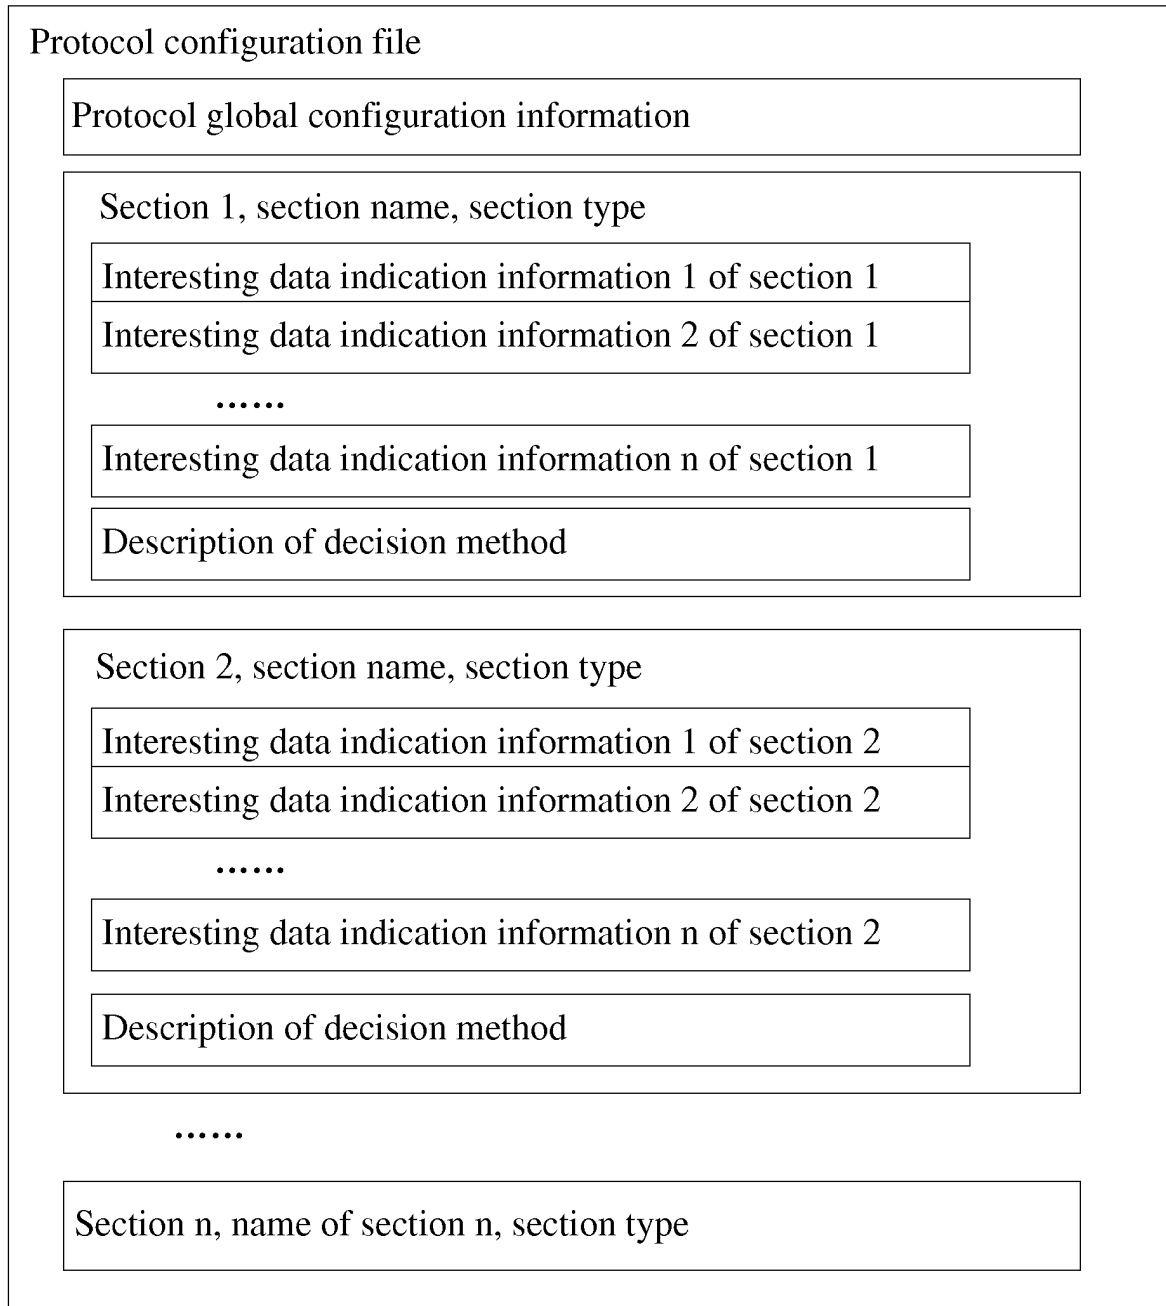 Protocol configuration file
Protocol global configuration information
Section 1, section name, section type
Interesting data indication information 1 of section 1
Interesting data indication information 2 of section 1
......
Interesting data indication information n of section 1
Description of decision method
Section 2, section name, section type
Interesting data indication information 1 of section 2
Interesting data indication information 2 of section 2
......
Interesting data indication information n of section 2
Description of decision method
......
Section n, name of section n, section type